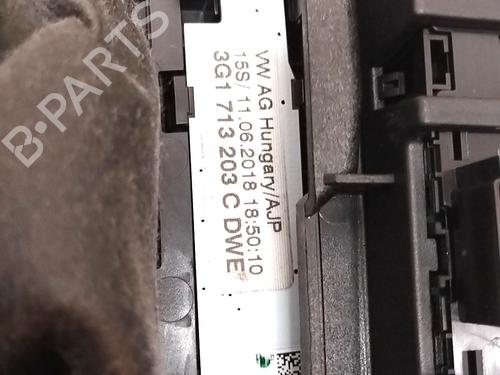 VW AG Hungary/AJP
15S/ 11.06.2018 18:50:10
3G1 713 203 C DWE
B-PARTS